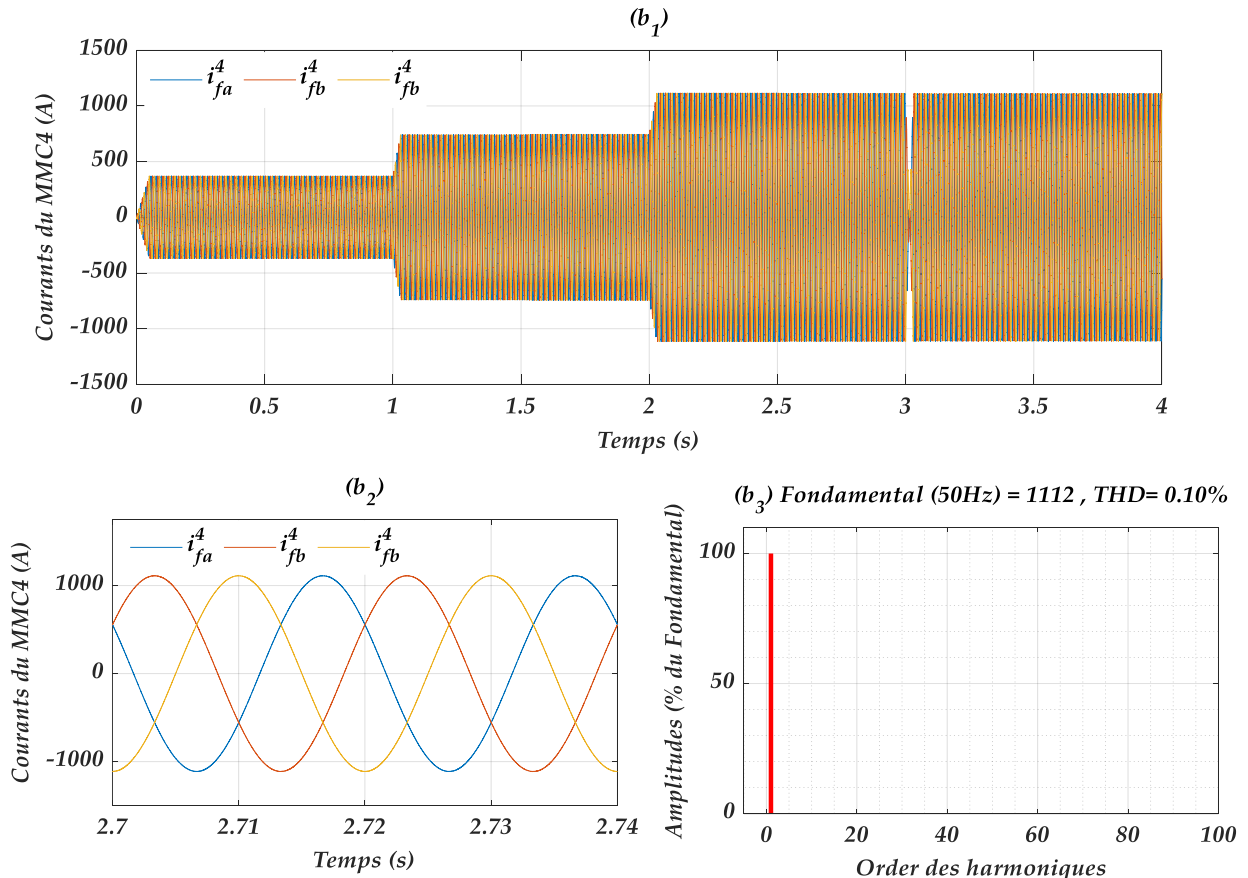 (b1)
i4fa i4fb i4fb
Courants du MMC4 (A)
1500
1000
500
0
-500
-1000
-1500
0 0.5 1 1.5 2 2.5 3 3.5 4
Temps (s)
(b2)
i4fa i4fb i4fb
Courants du MMC4 (A)
1000
0
-1000
2.7 2.71 2.72 2.73 2.74
Temps (s)
(b3) Fondamental (50Hz) = 1112 , THD= 0.10%
Amplitudes (% du Fondamental)
100
50
0
0 20 40 60 80 100
Order des harmoniques